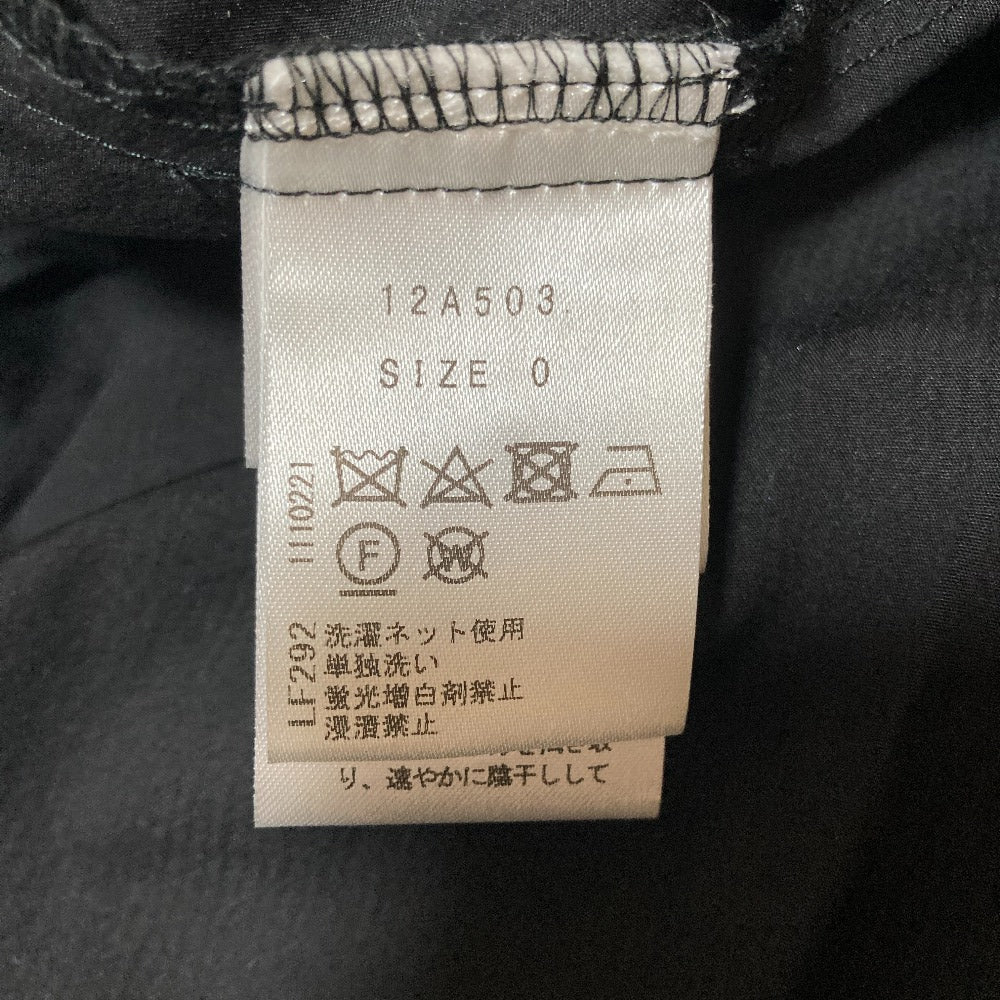 12A503
SIZE 0
1110221
F
W
LF292
洗濯ネット使用
単独洗い
蛍光増白剤禁止
浸漬禁止
り、速やかに陰干しして